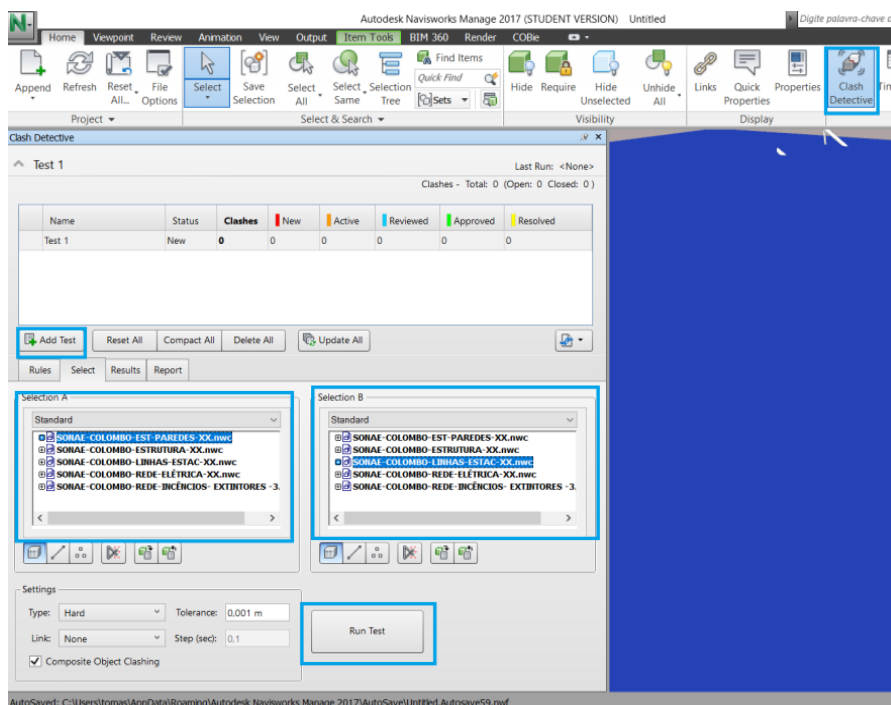 Autodesk Navisworks Manage 2017 (STUDENT VERSION) Untitled
Digite palavra-chave
Home Viewpoint Review Animation View Output Item Tools BIM 360 Render COBie
Append Refresh Reset All... File Options Select Save Selection Select All Select Same Selection Tree Find Items Quick Find Sets Hide Require Hide Unselected Unhide All Links Quick Properties Properties Clash Detective
Project Select & Search Visibility Display
Clash Detective
Test 1 Last Run: <None>
Clashes - Total: 0 (Open: 0 Closed: 0)
Name Status Clashes New Active Reviewed Approved Resolved
Test 1 New 0 0 0 0 0 0
Add Test Reset All Compact All Delete All Update All
Rules Select Results Report
Selection A
Standard
SONAE-COLOMBO-EST-PAREDES-XX.nwc
SONAE-COLOMBO-ESTRUTURA-XX.nwc
SONAE-COLOMBO-LINHAS-ESTAC-XX.nwc
SONAE-COLOMBO-REDE-ELÉTRICA-XX.nwc
SONAE-COLOMBO-REDE-INCÊNCIOS- EXTINTORES -3.
Selection B
Standard
SONAE-COLOMBO-EST-PAREDES-XX.nwc
SONAE-COLOMBO-ESTRUTURA-XX.nwc
SONAE-COLOMBO-LINHAS-ESTAC-XX.nwc
SONAE-COLOMBO-REDE-ELÉTRICA-XX.nwc
SONAE-COLOMBO-REDE-INCÊNCIOS- EXTINTORES -3.
Settings
Type: Hard Tolerance: 0,001 m
Link: None Step (sec): 0.1
Composite Object Clashing
Run Test
AutoSaved: C:\Users\tomas\AppData\Roaming\Autodesk Navisworks Manage 2017\AutoSave\Untitled.Autosave59.nwf